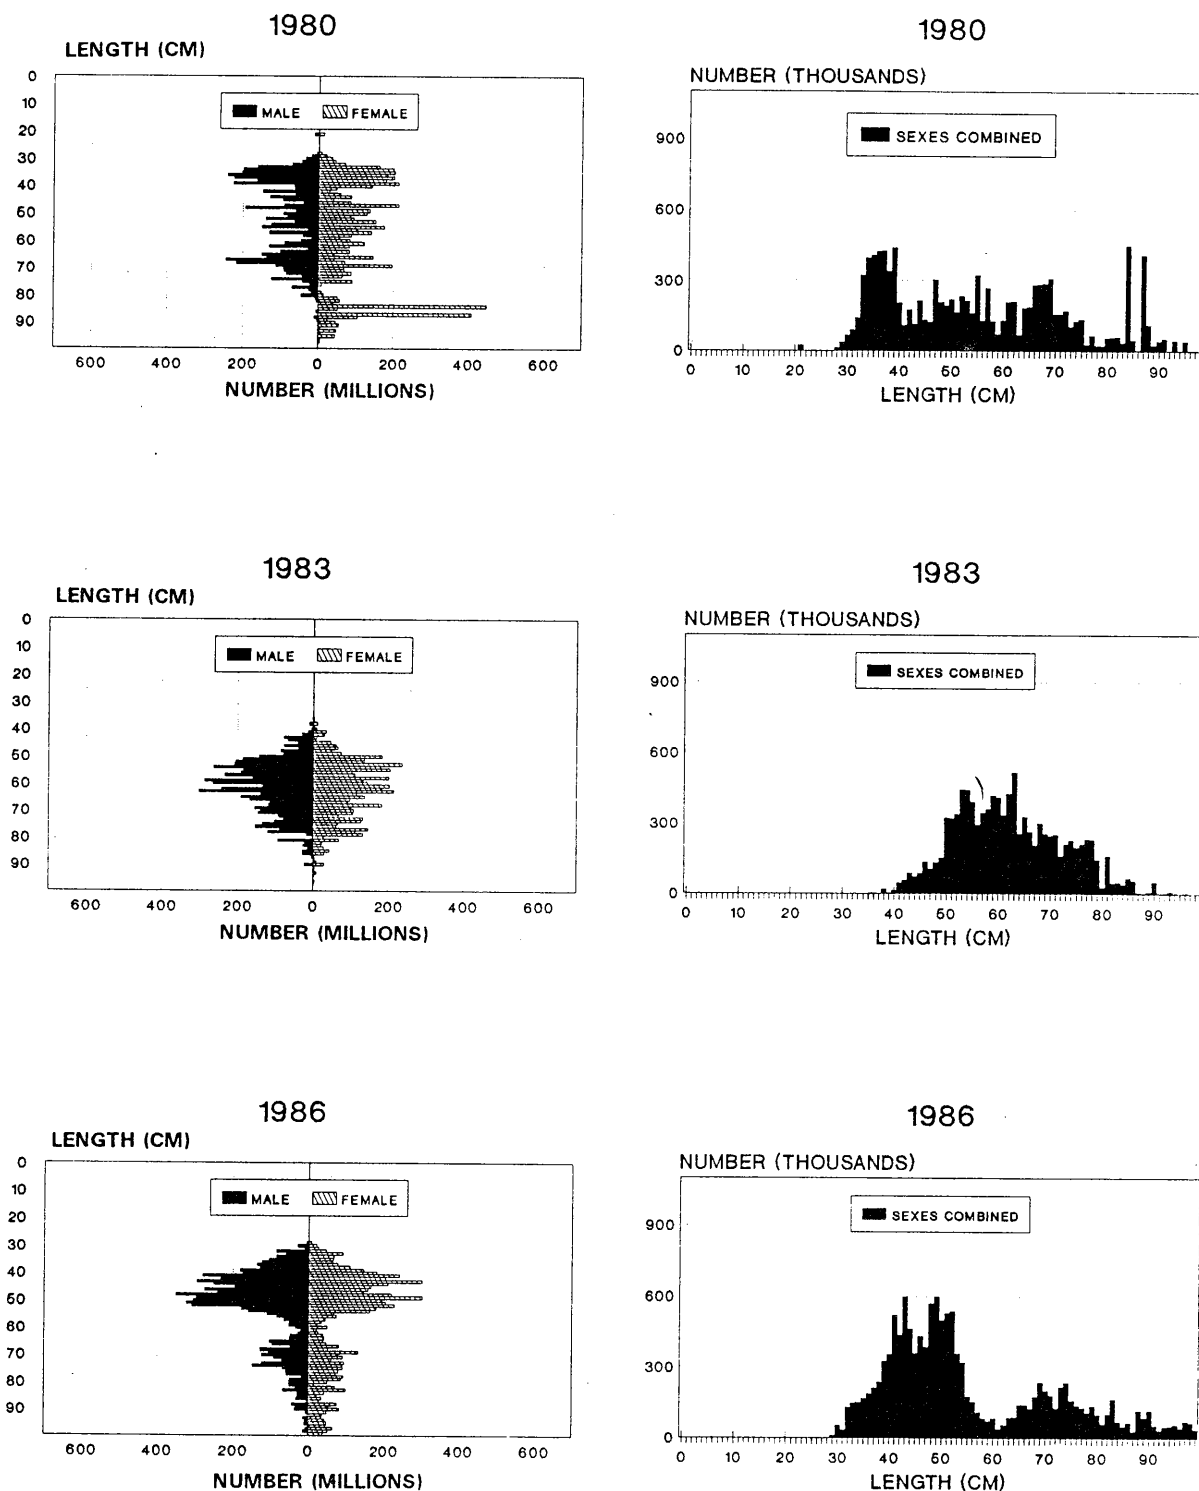 1980
LENGTH (CM)
0
10
20
30
40
50
60
70
80
90
MALE FEMALE
600 400 200 0 200 400 600
NUMBER (MILLIONS)
1980
NUMBER (THOUSANDS)
SEXES COMBINED
900
600
300
0
0 10 20 30 40 50 60 70 80 90
LENGTH (CM)
1983
LENGTH (CM)
0
10
20
30
40
50
60
70
80
90
MALE FEMALE
600 400 200 0 200 400 600
NUMBER (MILLIONS)
1983
NUMBER (THOUSANDS)
SEXES COMBINED
900
600
300
0
0 10 20 30 40 50 60 70 80 90
LENGTH (CM)
1986
LENGTH (CM)
0
10
20
30
40
50
60
70
80
90
MALE FEMALE
600 400 200 0 200 400 600
NUMBER (MILLIONS)
1986
NUMBER (THOUSANDS)
SEXES COMBINED
900
600
300
0
0 10 20 30 40 50 60 70 80 90
LENGTH (CM)